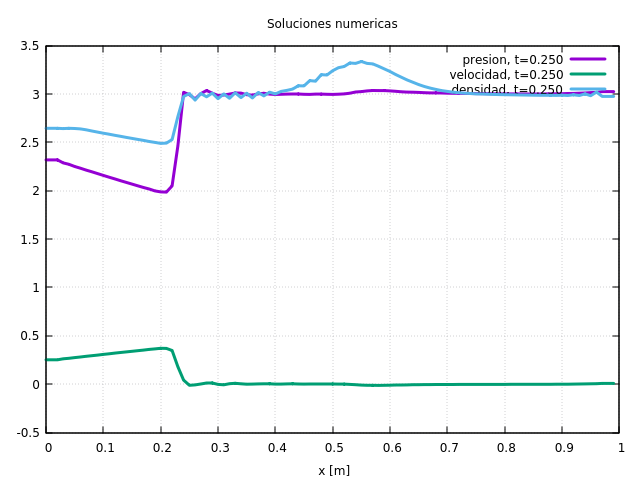 Soluciones numericas
3.5
3
2.5
2
1.5
1
0.5
0
-0.5
presion, t=0.250
velocidad, t=0.250
densidad, t=0.250
0 0.1 0.2 0.3 0.4 0.5 0.6 0.7 0.8 0.9 1
x [m]